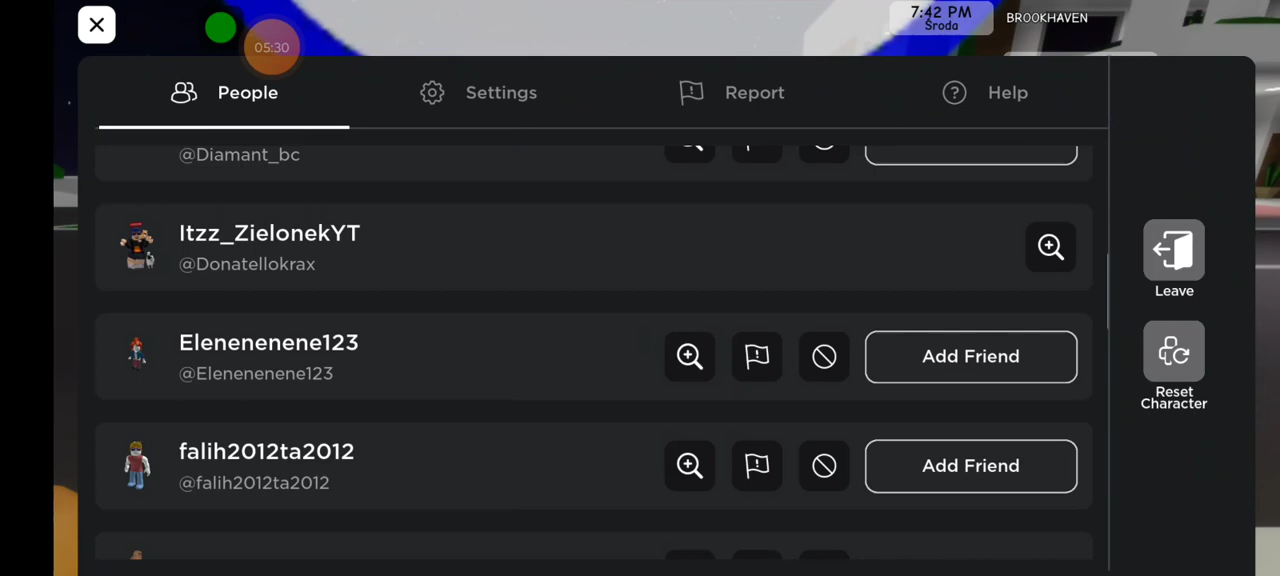 7:42 PM
Środa
BROOKHAVEN
05:30
People
Settings
Report
Help
@Diamant_bc
Itzz_ZielonekYT
@Donatellokrax
Elenenenene123
@Elenenenene123
Add Friend
falih2012ta2012
@falih2012ta2012
Add Friend
Leave
Reset
Character